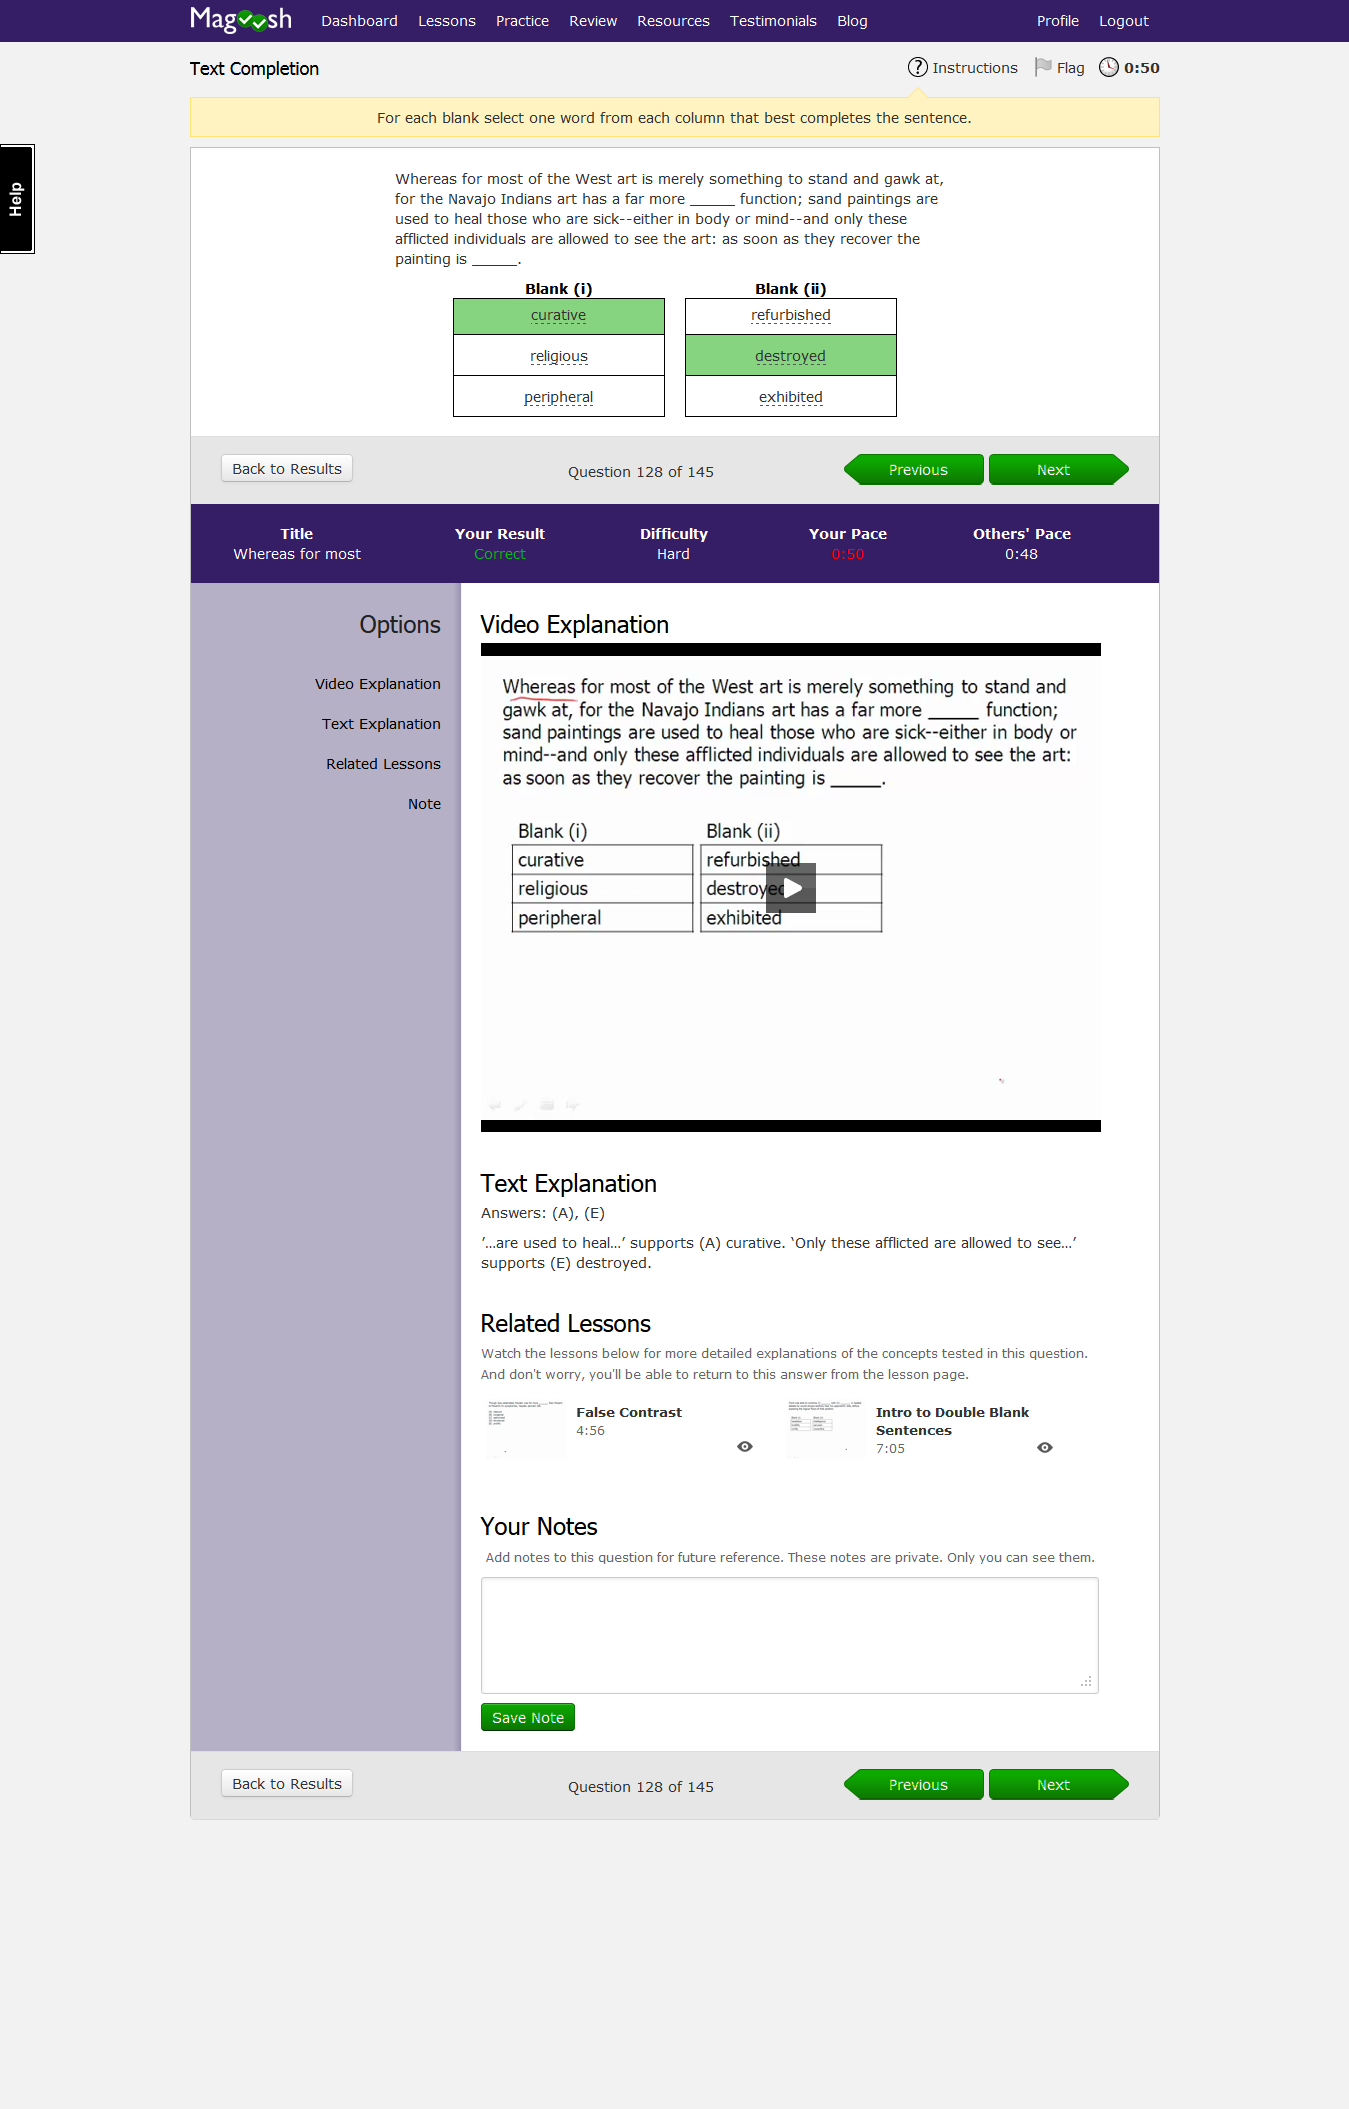 Magoosh Dashboard Lessons Practice Review Resources Testimonials Blog Profile Logout
Text Completion Instructions Flag 0:50
For each blank select one word from each column that best completes the sentence.
Help
Whereas for most of the West art is merely something to stand and gawk at,
for the Navajo Indians art has a far more _____ function; sand paintings are
used to heal those who are sick--either in body or mind--and only these
afflicted individuals are allowed to see the art: as soon as they recover the
painting is _____.
Blank (i) Blank (ii)
curative refurbished
religious destroyed
peripheral exhibited
Back to Results Question 128 of 145 Previous Next
Title Your Result Difficulty Your Pace Others' Pace
Whereas for most Correct Hard 0:50 0:48
Options
Video Explanation
Text Explanation
Related Lessons
Note
Video Explanation
Whereas for most of the West art is merely something to stand and
gawk at, for the Navajo Indians art has a far more _____ function;
sand paintings are used to heal those who are sick--either in body or
mind--and only these afflicted individuals are allowed to see the art:
as soon as they recover the painting is _____.
Blank (i) Blank (ii)
curative refurbished
religious destroyed
peripheral exhibited
Text Explanation
Answers: (A), (E)
’...are used to heal...’ supports (A) curative. ‘Only these afflicted are allowed to see...’
supports (E) destroyed.
Related Lessons
Watch the lessons below for more detailed explanations of the concepts tested in this question.
And don't worry, you'll be able to return to this answer from the lesson page.
False Contrast
4:56
Intro to Double Blank
Sentences
7:05
Your Notes
Add notes to this question for future reference. These notes are private. Only you can see them.
Save Note
Back to Results Question 128 of 145 Previous Next